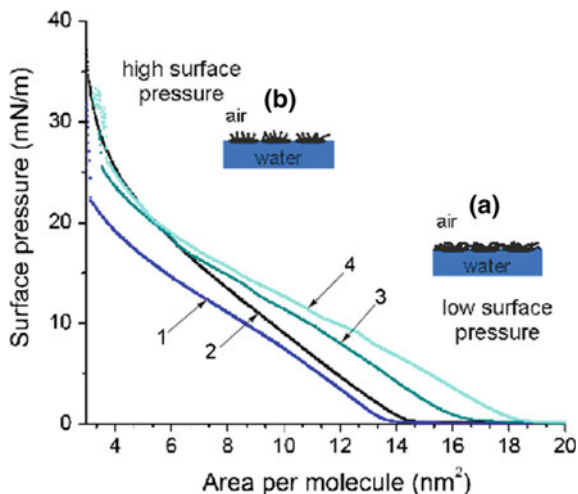 40
30
20
10
0
Surface pressure (mN/m)
high surface
pressure
(b)
air
water
(a)
air
water
low surface
pressure
4
3
1
2
4 6 8 10 12 14 16 18 20
Area per molecule (nm²)